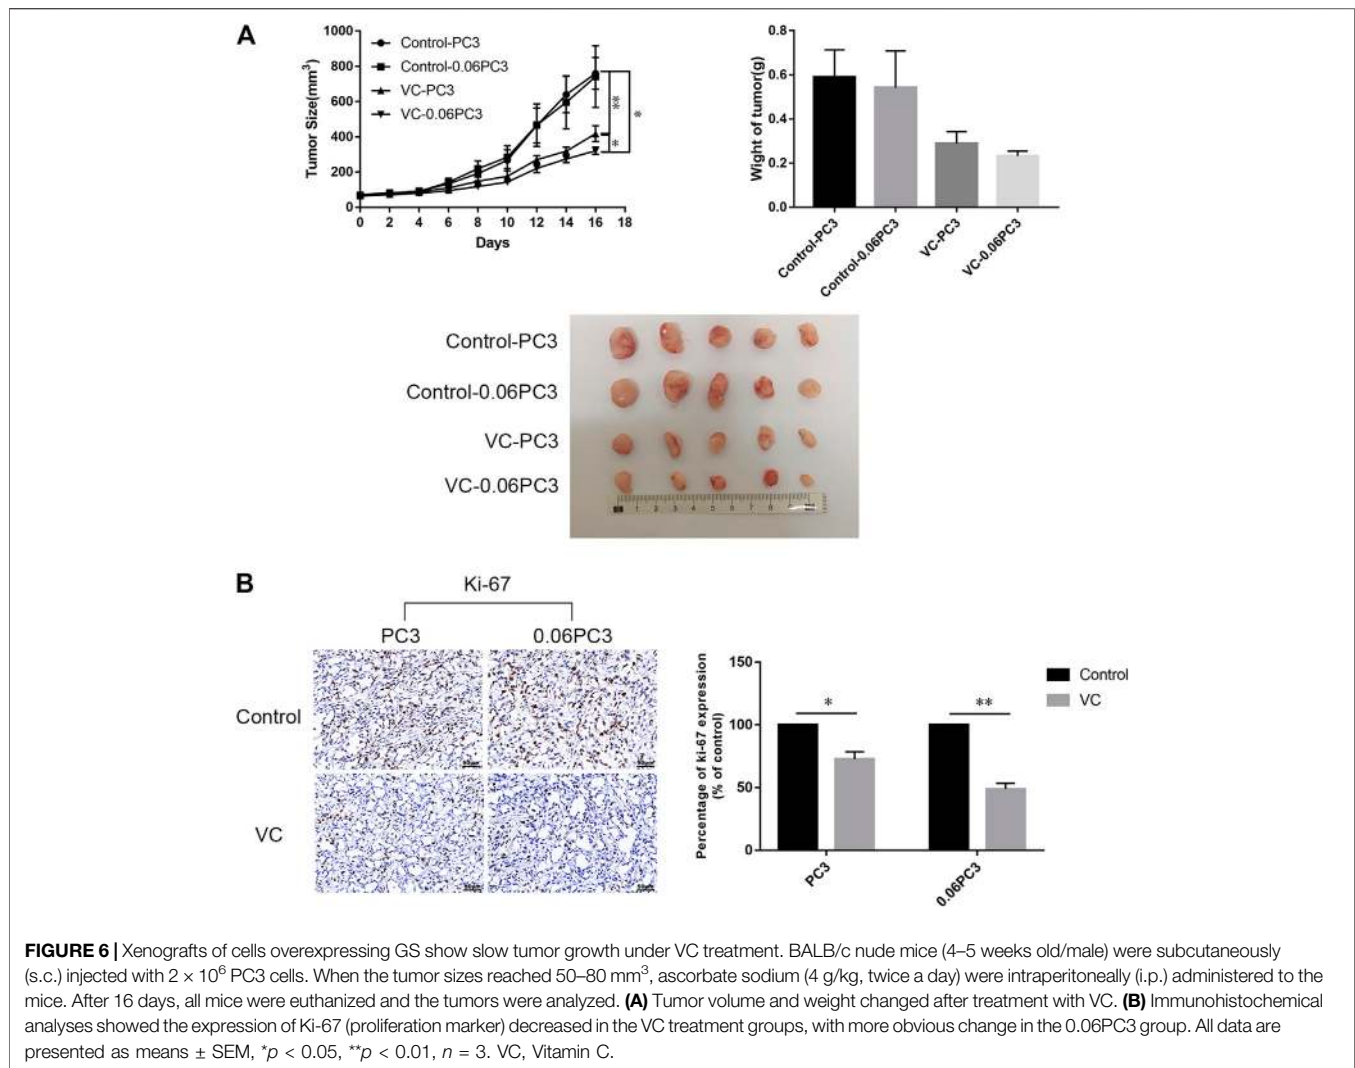 A
1000
800
600
400
200
0
Tumor Size(mm³)
Control-PC3
Control-0.06PC3
VC-PC3
VC-0.06PC3
**
*
*
0 2 4 6 8 10 12 14 16 18
Days
0.8
0.6
0.4
0.2
0.0
Wight of tumor(g)
Control-PC3
Control-0.06PC3
VC-PC3
VC-0.06PC3
Control-PC3
Control-0.06PC3
VC-PC3
VC-0.06PC3
1 2 3 4 5 6 7 8
B
Ki-67
PC3 0.06PC3
Control
VC
150
100
50
0
Percentage of ki-67 expression
(% of control)
*
**
Control
VC
PC3
0.06PC3
FIGURE 6 | Xenografts of cells overexpressing GS show slow tumor growth under VC treatment. BALB/c nude mice (4–5 weeks old/male) were subcutaneously
(s.c.) injected with 2 × 10⁶ PC3 cells. When the tumor sizes reached 50–80 mm³, ascorbate sodium (4 g/kg, twice a day) were intraperitoneally (i.p.) administered to the
mice. After 16 days, all mice were euthanized and the tumors were analyzed. (A) Tumor volume and weight changed after treatment with VC. (B) Immunohistochemical
analyses showed the expression of Ki-67 (proliferation marker) decreased in the VC treatment groups, with more obvious change in the 0.06PC3 group. All data are
presented as means ± SEM, *p < 0.05, **p < 0.01, n = 3. VC, Vitamin C.